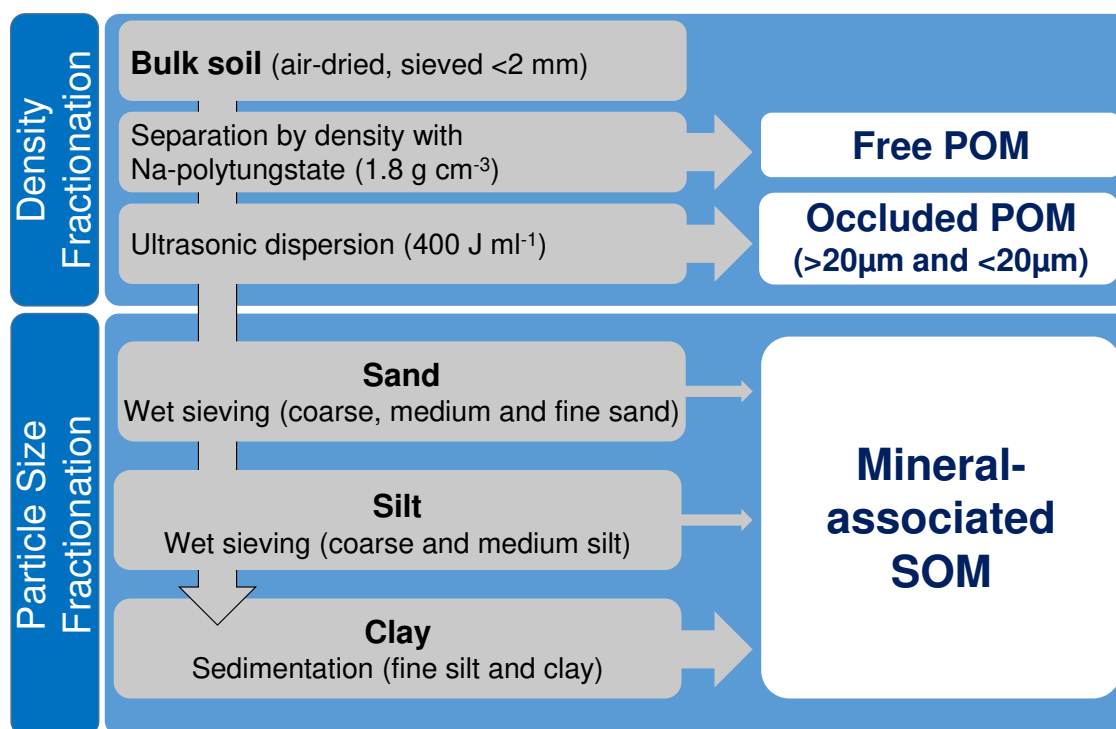 Density
Fractionation
Bulk soil (air-dried, sieved <2 mm)
Separation by density with
Na-polytungstate (1.8 g cm-3)
Free POM
Ultrasonic dispersion (400 J ml-1)
Occluded POM
(>20µm and <20µm)
Particle Size
Fractionation
Sand
Wet sieving (coarse, medium and fine sand)
Silt
Wet sieving (coarse and medium silt)
Clay
Sedimentation (fine silt and clay)
Mineral-
associated
SOM